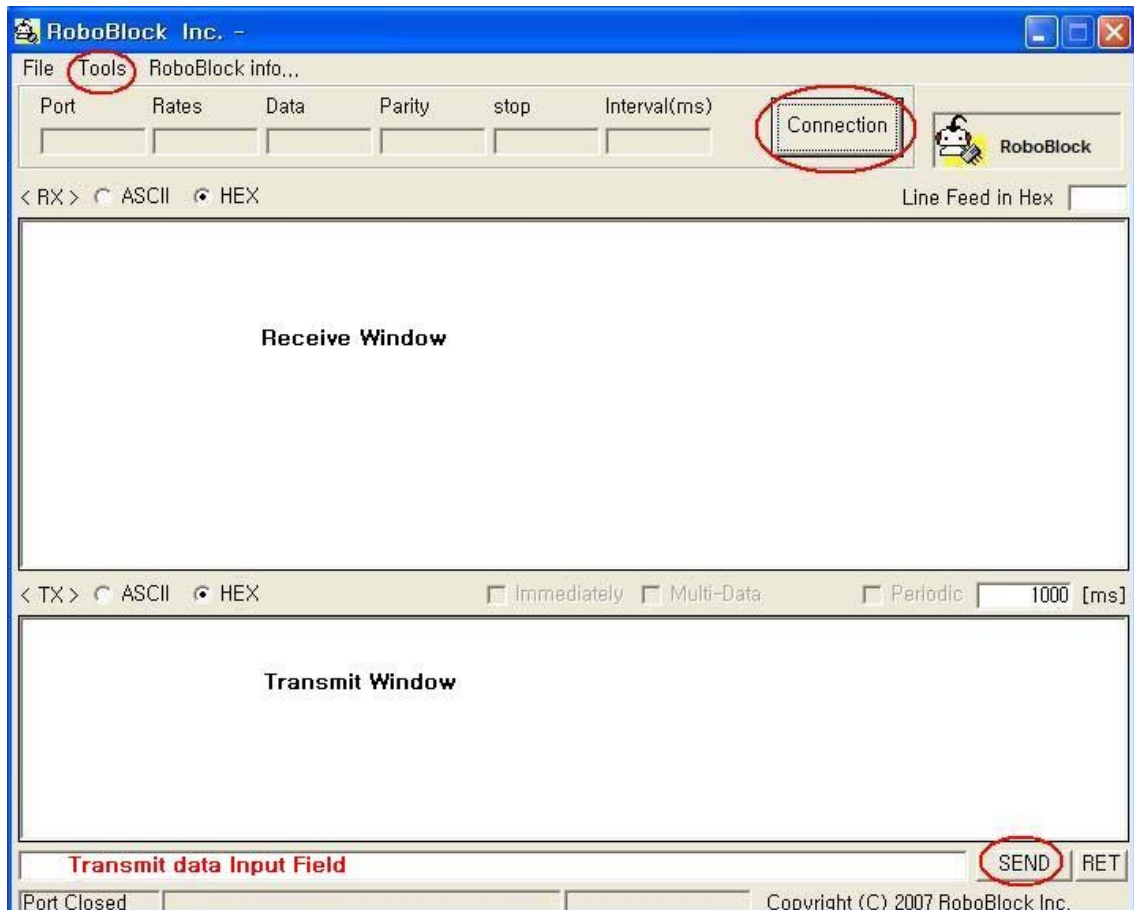 RoboBlock Inc. -
File Tools RoboBlock info...
Port Rates Data Parity stop Interval(ms)
Connection
RoboBlock
< RX > ASCII HEX Line Feed in Hex
Receive Window
< TX > ASCII HEX Immediately Multi-Data Periodic 1000 [ms]
Transmit Window
Transmit data Input Field SEND RET
Port Closed Copyright (C) 2007 RoboBlock Inc.